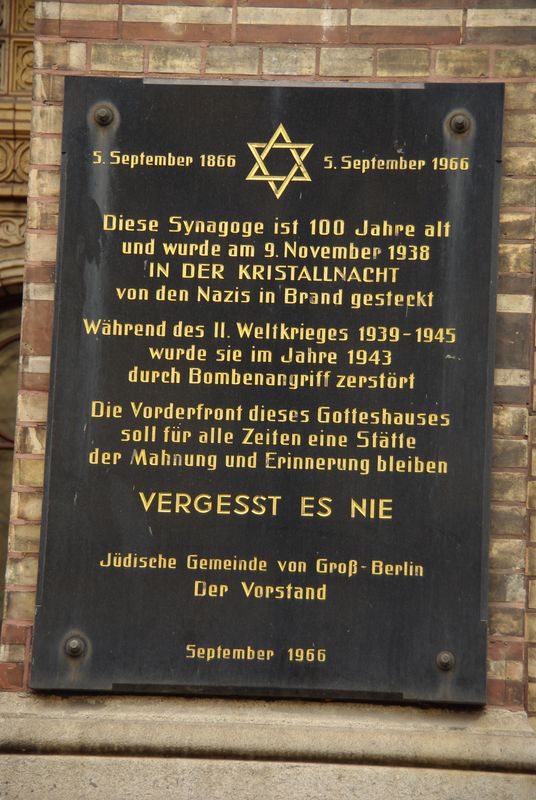 5. September 1866 5. September 1966
Diese Synagoge ist 100 Jahre alt
und wurde am 9. November 1938
IN DER KRISTALLNACHT
von den Nazis in Brand gesteckt
Während des II. Weltkrieges 1939-1945
wurde sie im Jahre 1943
durch Bombenangriff zerstört
Die Vorderfront dieses Gotteshauses
soll für alle Zeiten eine Stätte
der Mahnung und Erinnerung bleiben
VERGESST ES NIE
Jüdische Gemeinde von Groß-Berlin
Der Vorstand
September 1966